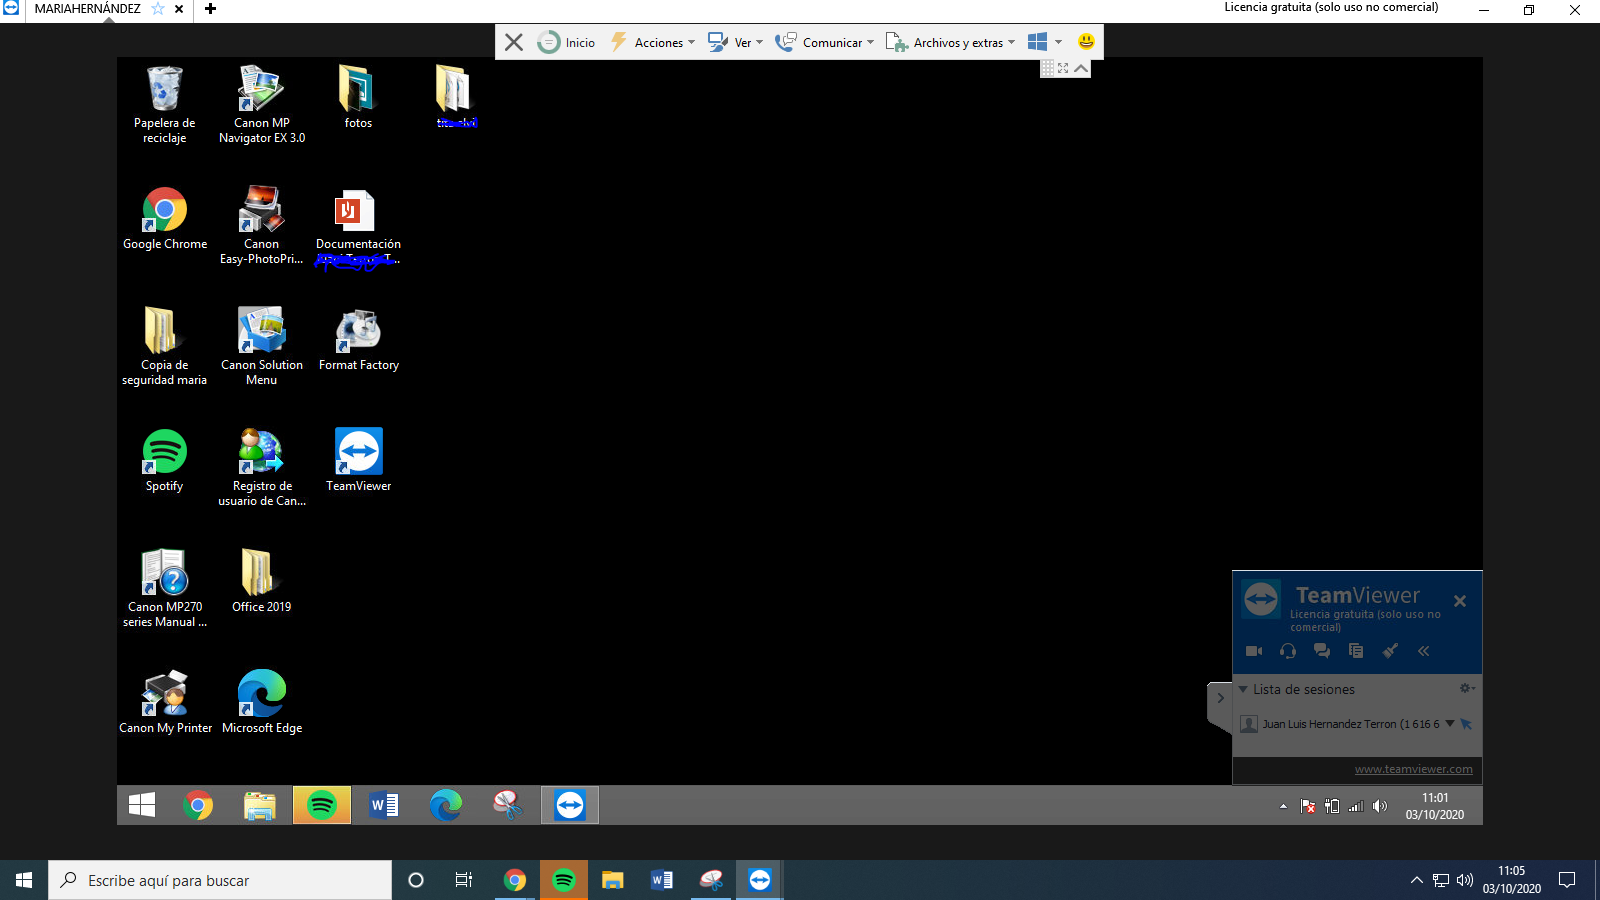 MARIAHERNÁNDEZ
Licencia gratuita (solo uso no comercial)
Inicio
Acciones
Ver
Comunicar
Archivos y extras
Papelera de
reciclaje
Canon MP
Navigator EX 3.0
fotos
Google Chrome
Canon
Easy-PhotoPri...
Documentación
T...
Copia de
seguridad maria
Canon Solution
Menu
Format Factory
Spotify
Registro de
usuario de Can...
TeamViewer
Canon MP270
series Manual ...
Office 2019
Canon My Printer
Microsoft Edge
TeamViewer
Licencia gratuita (solo uso no
comercial)
Lista de sesiones
Juan Luis Hernandez Terron (1 616 6
www.teamviewer.com
11:01
03/10/2020
Escribe aquí para buscar
11:05
03/10/2020